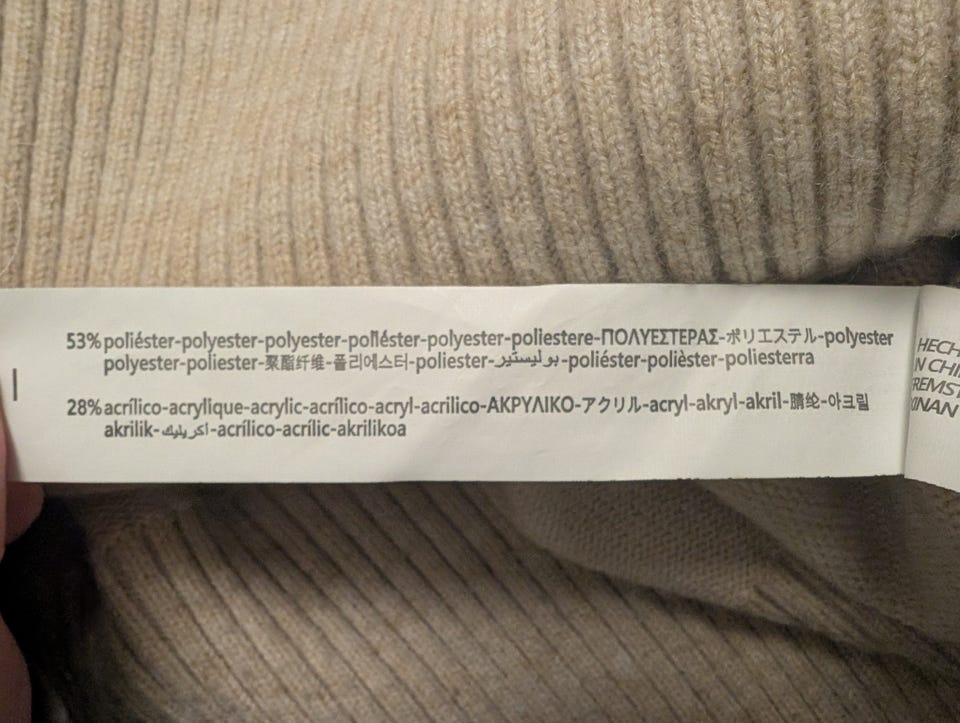 53% poliéster-polyester-polyester-poliéster-polyester-poliestere-ΠΟΛΥΕΣΤΕΡΑΣ-ポリエステル-polyester
polyester-poliester-聚酯纤维-폴리에스터-poliester-بوليستير-poliéster-polièster-poliesterra
28% acrílico-acrylique-acrylic-acrílico-acryl-acrilico-ΑΚΡΥΛΙΚΟ-アクリル-acryl-akryl-akril-腈纶-아크릴
akrilik-اكريليك-acrílico-acrílic-akrilikoa
HECH
N CHI
REMST
INAN